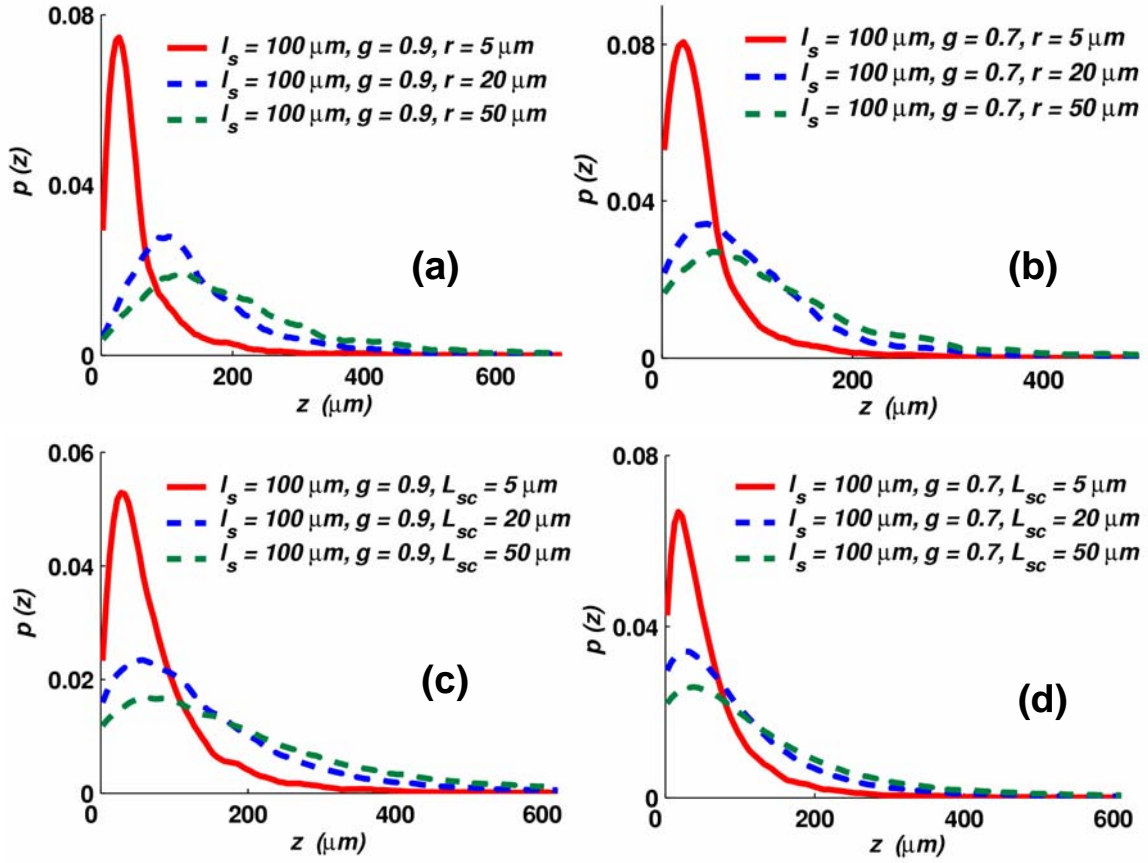 0.08
0.04
0
p (z)
l_s = 100 μm, g = 0.9, r = 5 μm
l_s = 100 μm, g = 0.9, r = 20 μm
l_s = 100 μm, g = 0.9, r = 50 μm
(a)
0 200 400 600
z (μm)
0.08
0.04
0
p (z)
l_s = 100 μm, g = 0.7, r = 5 μm
l_s = 100 μm, g = 0.7, r = 20 μm
l_s = 100 μm, g = 0.7, r = 50 μm
(b)
0 200 400
z (μm)
0.06
0.04
0.02
0
p (z)
l_s = 100 μm, g = 0.9, L_sc = 5 μm
l_s = 100 μm, g = 0.9, L_sc = 20 μm
l_s = 100 μm, g = 0.9, L_sc = 50 μm
(c)
0 200 400 600
z (μm)
0.08
0.04
0
p (z)
l_s = 100 μm, g = 0.7, L_sc = 5 μm
l_s = 100 μm, g = 0.7, L_sc = 20 μm
l_s = 100 μm, g = 0.7, L_sc = 50 μm
(d)
0 200 400 600
z (μm)